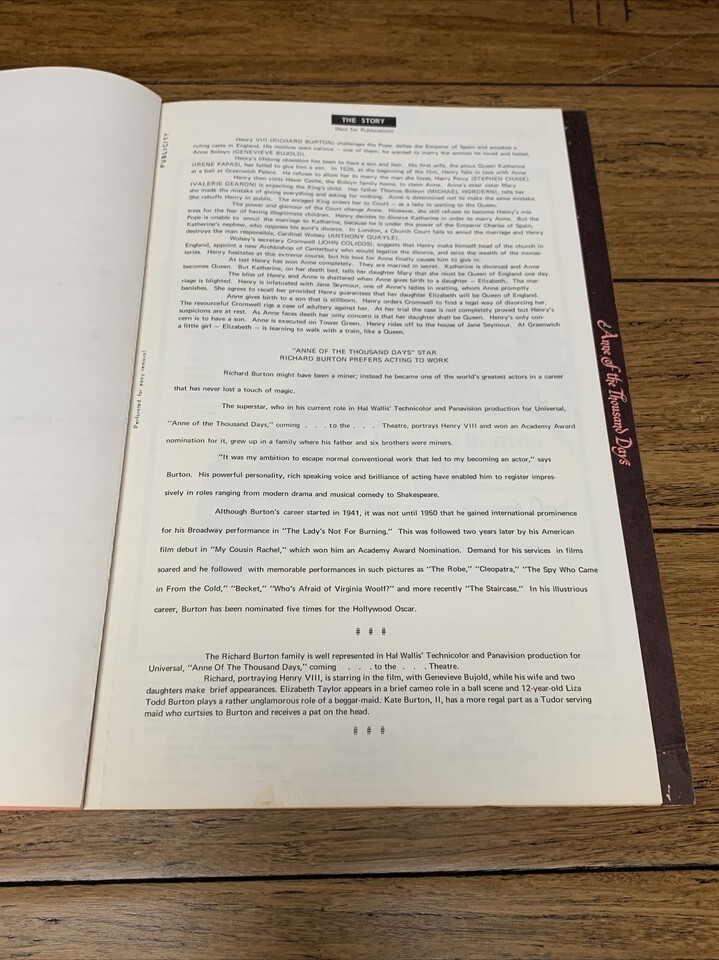 THE STORY
(Not for Publication)
Henry VIII (RICHARD BURTON) challenges the Pope, defies the Emperor of Spain and smashes a
ruling caste in England. His mistresses were various — one of them, he wanted to marry the woman he loved and hated,
Anne Boleyn (GENEVIEVE BUJOLD).
Henry's lifelong obsession has been to have a son and heir. His first wife, the pious Queen Katherine
(IRENE PAPAS), has failed to give him a son. In 1526, at the beginning of the film, Henry falls in love with Anne
at a ball at Greenwich Palace. He refuses to allow her to marry the man she loves, Harry Percy (STEPHEN CHASE).
Henry then visits Hever Castle, the Boleyn family home, to claim Anne. Anne's elder sister Mary
(VALERIE GEARON) is expecting the King's child. Her father Thomas Boleyn (MICHAEL HORDERN), tells her
she made the mistake of giving everything and asking for nothing. Anne is determined not to make the same mistake.
She rebuffs Henry in public. The enraged King orders her to Court — as a lady in waiting to the Queen.
The power and glamour of the Court change Anne. However, she still refuses to become Henry's mis-
tress for the fear of having illegitimate children. Henry decides to divorce Katharine in order to marry Anne. But the
Pope is unable to annul the marriage to Katharine, because he is under the power of the Emperor Charles of Spain,
Katharine's nephew, who opposes his aunt's divorce. In London, a Church Court fails to annul the marriage and Henry
destroys the man responsible, Cardinal Wolsey (ANTHONY QUAYLE).
Wolsey's secretary Cromwell (JOHN COLICOS), suggests that Henry make himself head of the church in
England, appoint a new Archbishop of Canterbury who would legalize the divorce, and seize the wealth of the monas-
teries. Henry hesitates at this extreme course, but his love for Anne finally causes him to give in.
At last Henry has won Anne completely. They are married in secret. Katharine is divorced and Anne
becomes Queen. But Katharine, on her death bed, tells her daughter Mary that she must be Queen of England one day.
The bliss of Henry and Anne is shattered when Anne gives birth to a daughter — Elizabeth. The mar-
riage is blighted. Henry is infatuated with Jane Seymour, one of Anne's ladies in waiting, whom Anne promptly
banishes. She agrees to recall her provided Henry guarantees that her daughter Elizabeth will be Queen of England.
Anne gives birth to a son that is stillborn. Henry orders Cromwell to find a legal way of divorcing her.
The resourceful Cromwell rigs a case of adultery against her. At her trial the case is not completely proved but Henry's
suspicions are at rest. As Anne faces death her only concern is that her daughter shall be Queen. Henry's only con-
cern is to have a son. Anne is executed on Tower Green. Henry rides off to the house of Jane Seymour. At Greenwich
a little girl — Elizabeth — is learning to walk with a train, like a Queen.
"ANNE OF THE THOUSAND DAYS" STAR
RICHARD BURTON PREFERS ACTING TO WORK
Richard Burton might have been a miner; instead he became one of the world's greatest actors in a career
that has never lost a touch of magic.
The superstar, who in his current role in Hal Wallis' Technicolor and Panavision production for Universal,
"Anne of the Thousand Days," coming . . . to the . . . Theatre, portrays Henry VIII and won an Academy Award
nomination for it, grew up in a family where his father and six brothers were miners.
"It was my ambition to escape normal conventional work that led to my becoming an actor," says
Burton. His powerful personality, rich speaking voice and brilliance of acting have enabled him to register impres-
sively in roles ranging from modern drama and musical comedy to Shakespeare.
Although Burton's career started in 1941, it was not until 1950 that he gained international prominence
for his Broadway performance in "The Lady's Not For Burning." This was followed two years later by his American
film debut in "My Cousin Rachel," which won him an Academy Award Nomination. Demand for his services in films
soared and he followed with memorable performances in such pictures as "The Robe," "Cleopatra," "The Spy Who Came
in From the Cold," "Becket," "Who's Afraid of Virginia Woolf?" and more recently "The Staircase." In his illustrious
career, Burton has been nominated five times for the Hollywood Oscar.
# # #
The Richard Burton family is well represented in Hal Wallis' Technicolor and Panavision production for
Universal, "Anne Of The Thousand Days," coming . . . to the . . . Theatre.
Richard, portraying Henry VIII, is starring in the film, with Genevieve Bujold, while his wife and two
daughters make brief appearances. Elizabeth Taylor appears in a brief cameo role in a ball scene and 12-year-old Liza
Todd Burton plays a rather unglamorous role of a beggar-maid. Kate Burton, II, has a more regal part as a Tudor serving
maid who curtsies to Burton and receives a pat on the head.
# # #
PUBLICITY
Perforated for easy removal
Anne of the Thousand Days